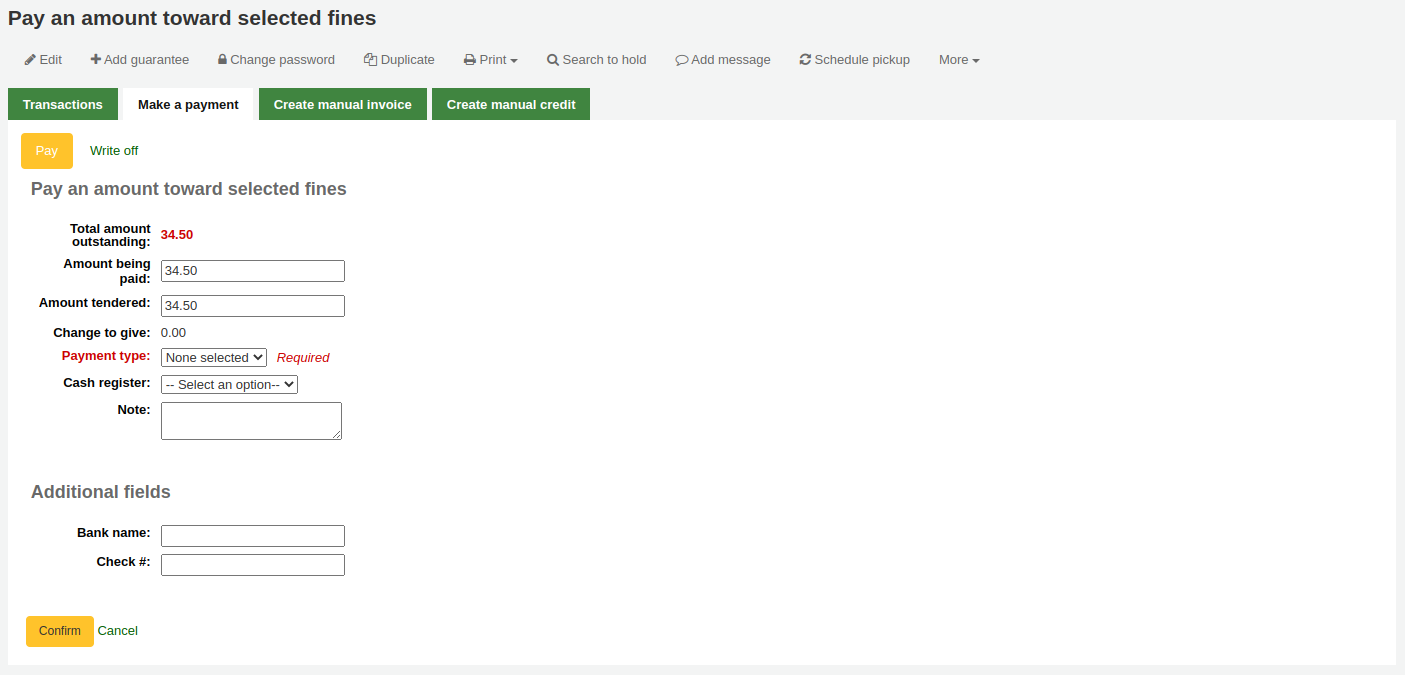 Pay an amount toward selected fines
Edit Add guarantee Change password Duplicate Print Search to hold Add message Schedule pickup More
Transactions Make a payment Create manual invoice Create manual credit
Pay Write off
Pay an amount toward selected fines
Total amount
outstanding: 34.50
Amount being
paid: 34.50
Amount tendered: 34.50
Change to give: 0.00
Payment type: None selected Required
Cash register: -- Select an option--
Note:
Additional fields
Bank name:
Check #:
Confirm Cancel